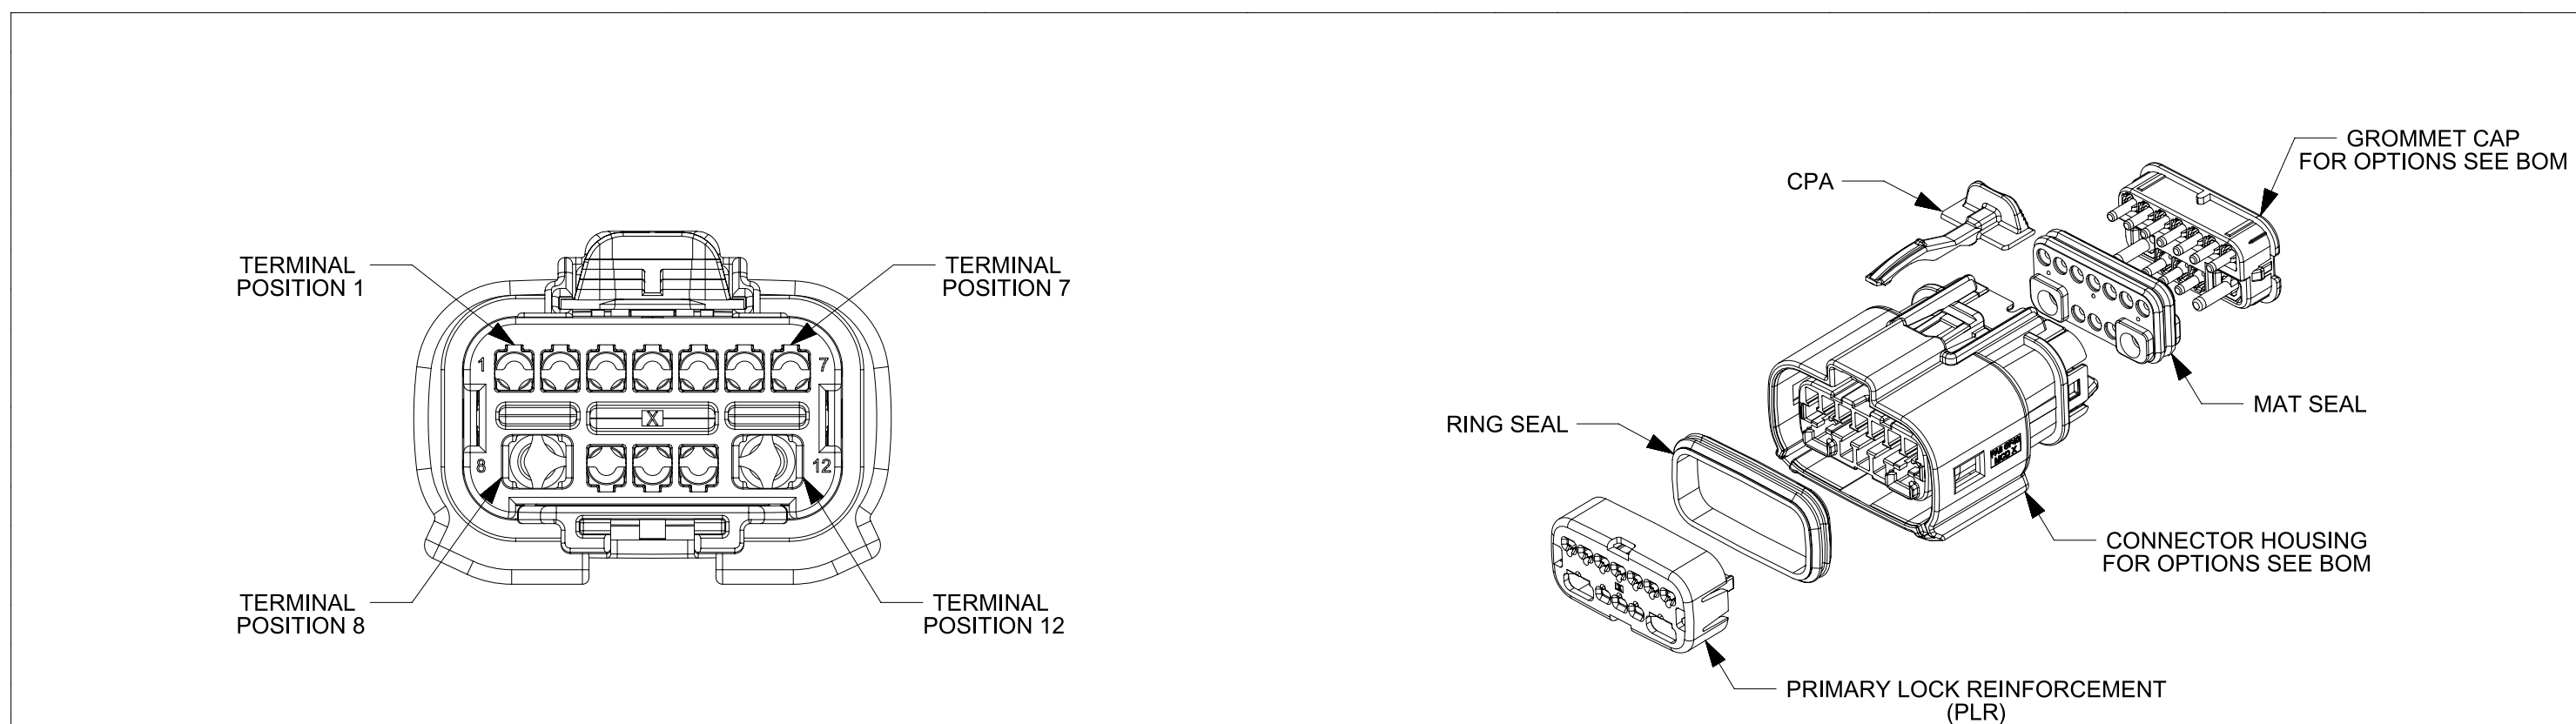 TERMINAL
POSITION 1
TERMINAL
POSITION 7
1
7
X
8
12
TERMINAL
POSITION 8
TERMINAL
POSITION 12
GROMMET CAP
FOR OPTIONS SEE BOM
CPA
MAT SEAL
RING SEAL
CONNECTOR HOUSING
FOR OPTIONS SEE BOM
PRIMARY LOCK REINFORCEMENT
(PLR)